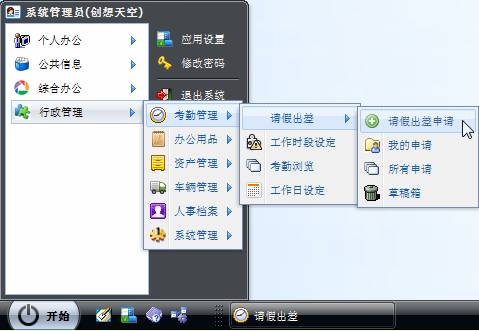 系统管理员(创想天空)
个人办公
公共信息
综合办公
行政管理
应用设置
修改密码
退出系统
考勤管理
办公用品
资产管理
车辆管理
人事档案
系统管理
请假出差
工作时段设定
考勤浏览
工作日设定
请假出差申请
我的申请
所有申请
草稿箱
开始
请假出差